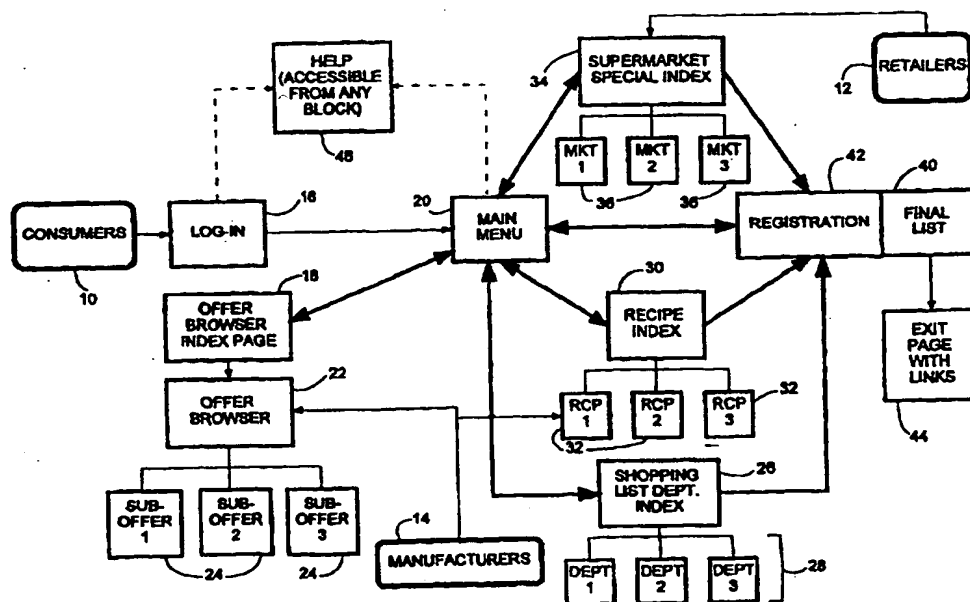 HELP
(ACCESSIBLE
FROM ANY
BLOCK)
46
34
SUPERMARKET
SPECIAL INDEX
RETAILERS
12
MKT
1
MKT
2
MKT
3
36
36
42
40
16
20
CONSUMERS
10
LOG-IN
MAIN
MENU
REGISTRATION
FINAL
LIST
18
OFFER
BROWSER
INDEX PAGE
30
RECIPE
INDEX
EXIT
PAGE
WITH
LINKS
44
22
OFFER
BROWSER
RCP
1
RCP
2
RCP
3
32
32
SUB-
OFFER
1
SUB-
OFFER
2
SUB-
OFFER
3
24
24
14
MANUFACTURERS
26
SHOPPING
LIST DEPT.
INDEX
DEPT
1
DEPT
2
DEPT
3
28